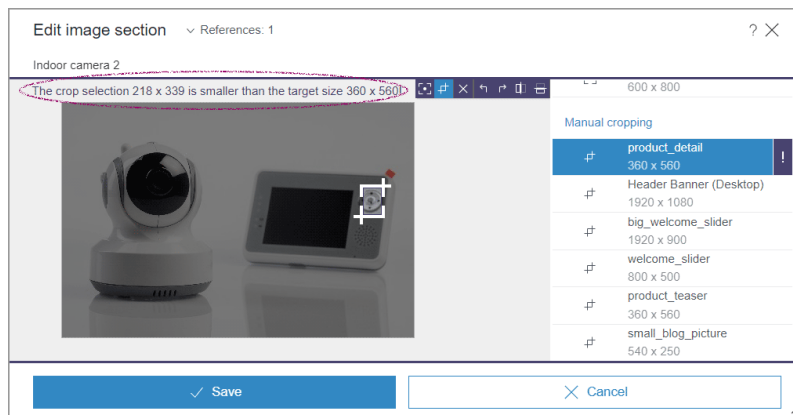 Edit image section
References: 1
?
Indoor camera 2
The crop selection 218 x 339 is smaller than the target size 360 x 560!
600 x 800
Manual cropping
product_detail
360 x 560
!
Header Banner (Desktop)
1920 x 1080
big_welcome_slider
1920 x 900
welcome_slider
800 x 500
product_teaser
360 x 560
small_blog_picture
540 x 250
Save
Cancel